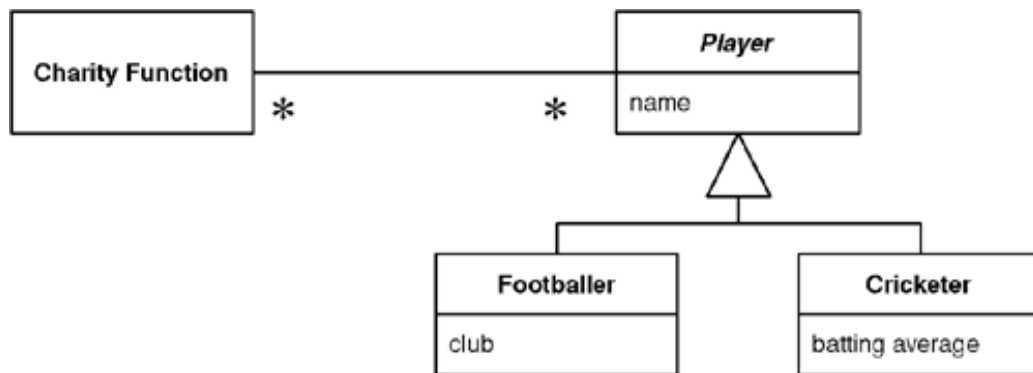 Charity Function
Player
*
*
name
Footballer
Cricketer
club
batting average